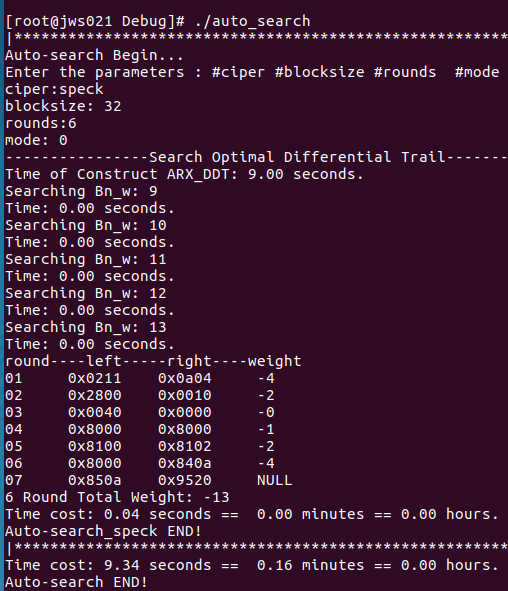 [root@jws021 Debug]# ./auto_search
|************************************************************
Auto-search Begin...
Enter the parameters : #ciper #blocksize #rounds  #mode
ciper:speck
blocksize: 32
rounds:6
mode: 0
----------------Search Optimal Differential Trail-------
Time of Construct ARX_DDT: 9.00 seconds.
Searching Bn_w: 9
Time: 0.00 seconds.
Searching Bn_w: 10
Time: 0.00 seconds.
Searching Bn_w: 11
Time: 0.00 seconds.
Searching Bn_w: 12
Time: 0.00 seconds.
Searching Bn_w: 13
Time: 0.00 seconds.
round----left-----right----weight
01     0x0211    0x0a04     -4
02     0x2800    0x0010     -2
03     0x0040    0x0000     -0
04     0x8000    0x8000     -1
05     0x8100    0x8102     -2
06     0x8000    0x840a     -4
07     0x850a    0x9520     NULL
6 Round Total Weight: -13
Time cost: 0.04 seconds ==  0.00 minutes == 0.00 hours.
Auto-search_speck END!
|************************************************************
Time cost: 9.34 seconds ==  0.16 minutes == 0.00 hours.
Auto-search END!